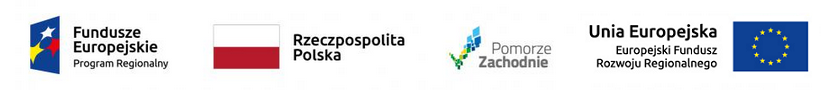 Fundusze
Europejskie
Program Regionalny
Rzeczpospolita
Polska
Pomorze
Zachodnie
Unia Europejska
Europejski Fundusz
Rozwoju Regionalnego